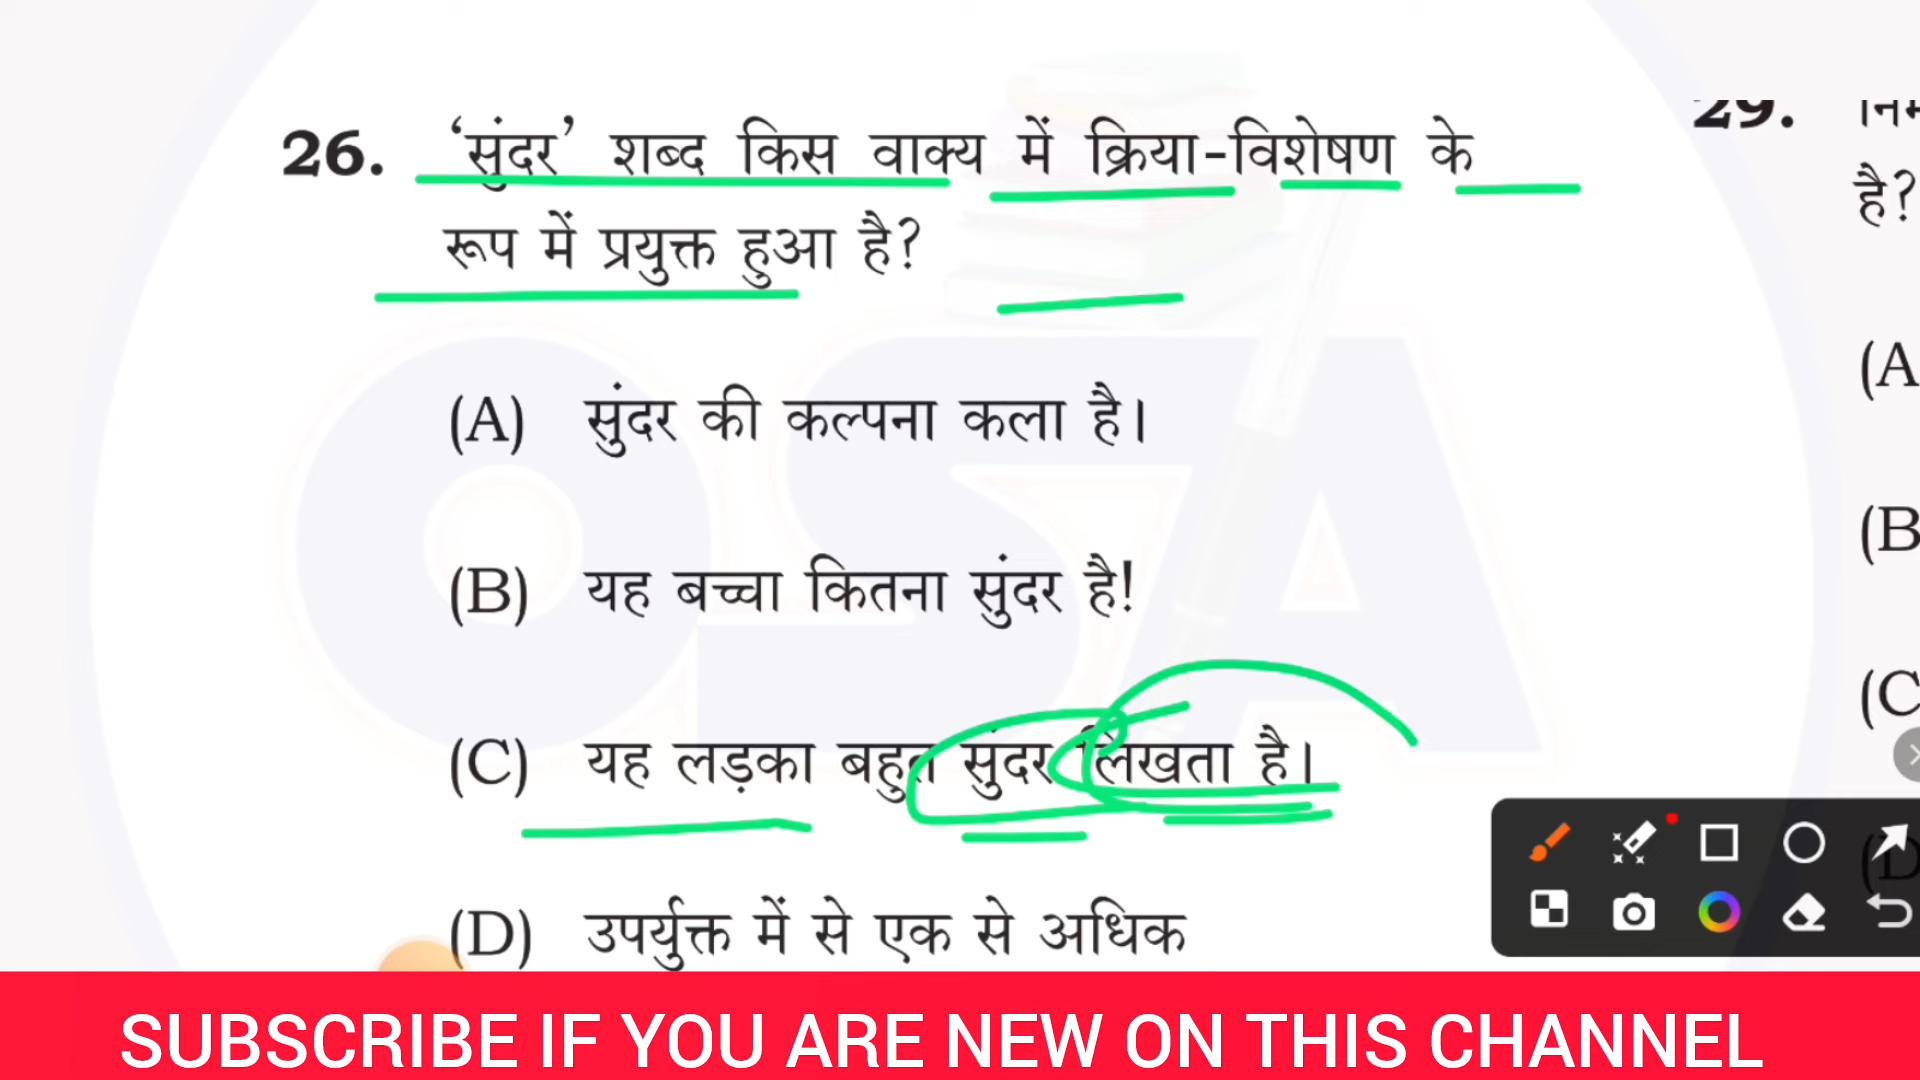 26. ‘सुंदर’ शब्द किस वाक्य में क्रिया-विशेषण के
रूप में प्रयुक्त हुआ है?
(A) सुंदर की कल्पना कला है।
(B) यह बच्चा कितना सुंदर है!
(C) यह लड़का बहुत सुंदर लिखता है।
(D) उपर्युक्त में से एक से अधिक
29.
है?
(A
(B
(C
(D
OSA
SUBSCRIBE IF YOU ARE NEW ON THIS CHANNEL